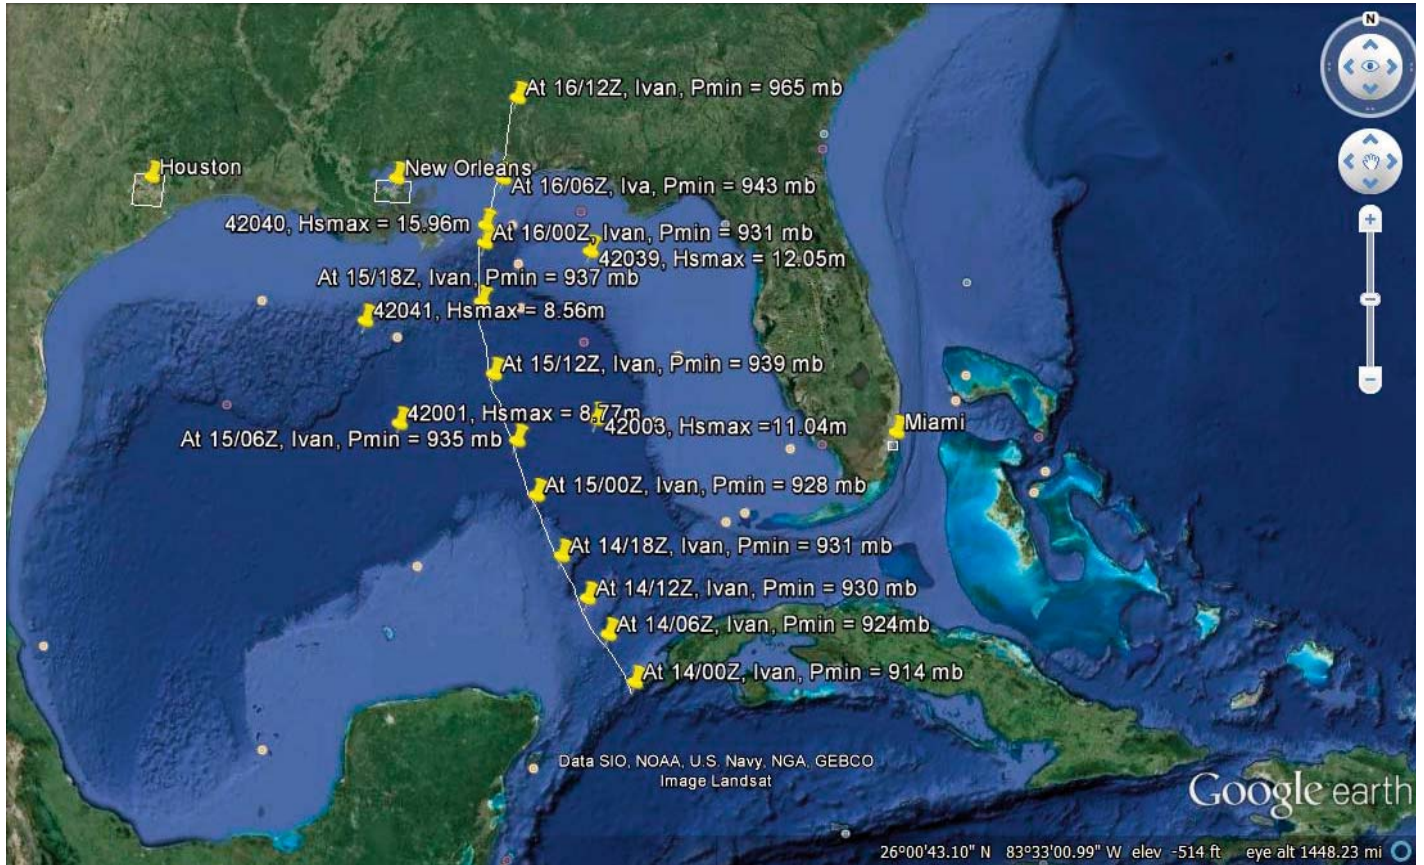 N
At 16/12Z, Ivan, Pmin = 965 mb
Houston
New Orleans
At 16/06Z, Iva, Pmin = 943 mb
42040, Hsmax = 15.96m
At 16/00Z, Ivan, Pmin = 931 mb
42039, Hsmax = 12.05m
At 15/18Z, Ivan, Pmin = 937 mb
42041, Hsmax = 8.56m
At 15/12Z, Ivan, Pmin = 939 mb
42001, Hsmax = 8.77m
42003, Hsmax =11.04m
Miami
At 15/06Z, Ivan, Pmin = 935 mb
At 15/00Z, Ivan, Pmin = 928 mb
At 14/18Z, Ivan, Pmin = 931 mb
At 14/12Z, Ivan, Pmin = 930 mb
At 14/06Z, Ivan, Pmin = 924mb
At 14/00Z, Ivan, Pmin = 914 mb
Data SIO, NOAA, U.S. Navy, NGA, GEBCO
Image Landsat
Google earth
26°00'43.10" N 83°33'00.99" W elev -514 ft eye alt 1448.23 mi